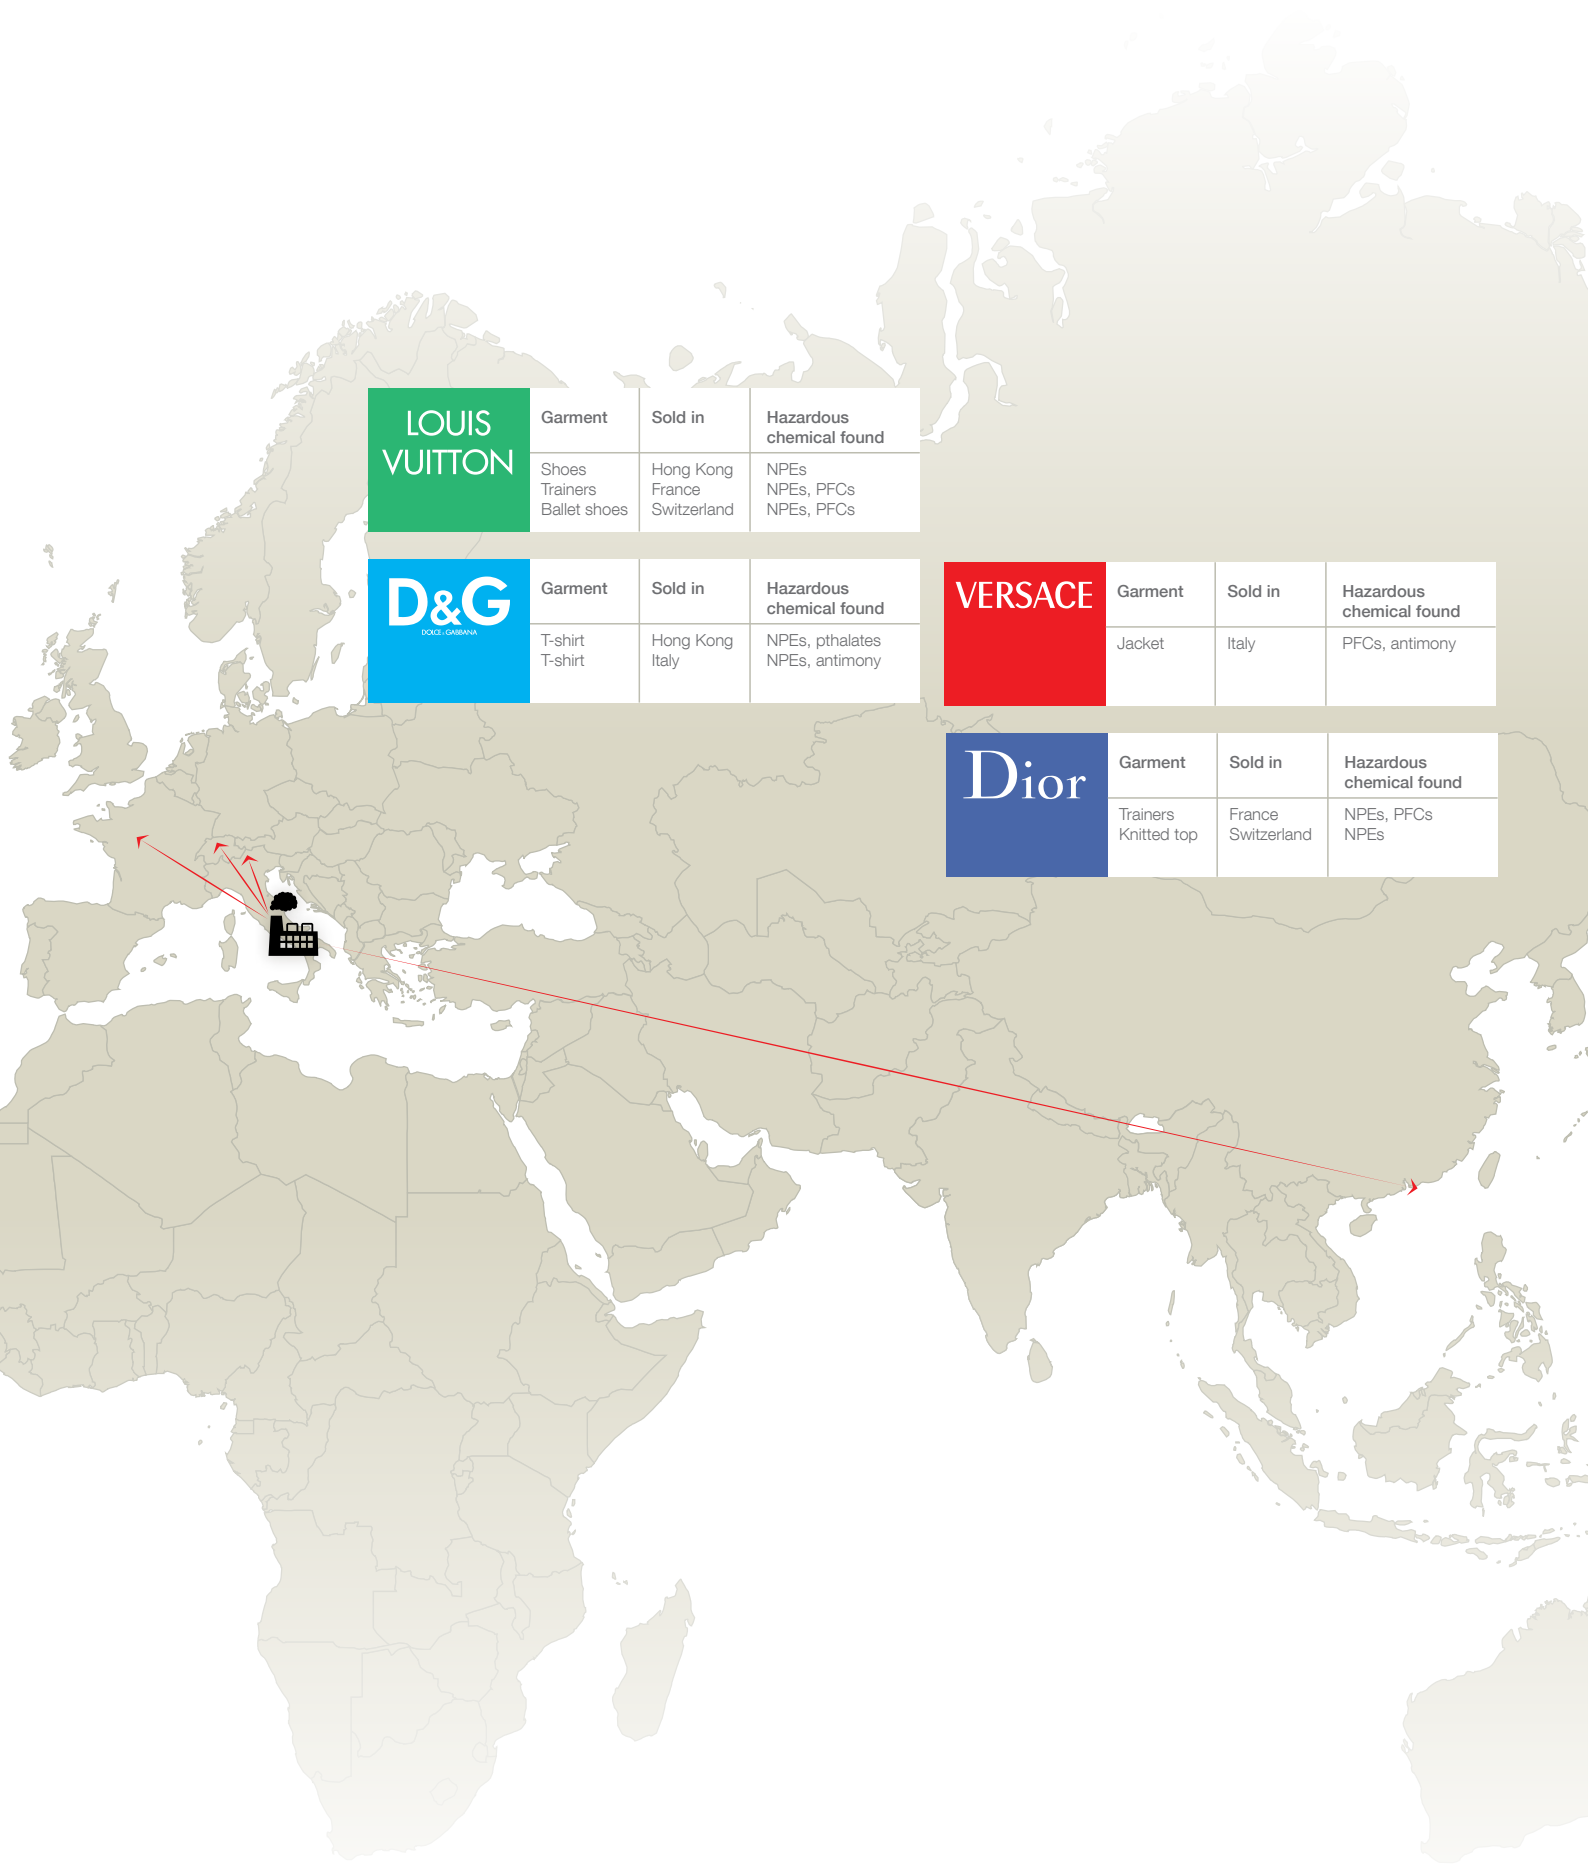 LOUIS
VUITTON
Garment Sold in Hazardous
chemical found
Shoes Hong Kong NPEs
Trainers France NPEs, PFCs
Ballet shoes Switzerland NPEs, PFCs
D&G
DOLCE & GABBANA
Garment Sold in Hazardous
chemical found
T-shirt Hong Kong NPEs, pthalates
T-shirt Italy NPEs, antimony
VERSACE
Garment Sold in Hazardous
chemical found
Jacket Italy PFCs, antimony
Dior
Garment Sold in Hazardous
chemical found
Trainers France NPEs, PFCs
Knitted top Switzerland NPEs